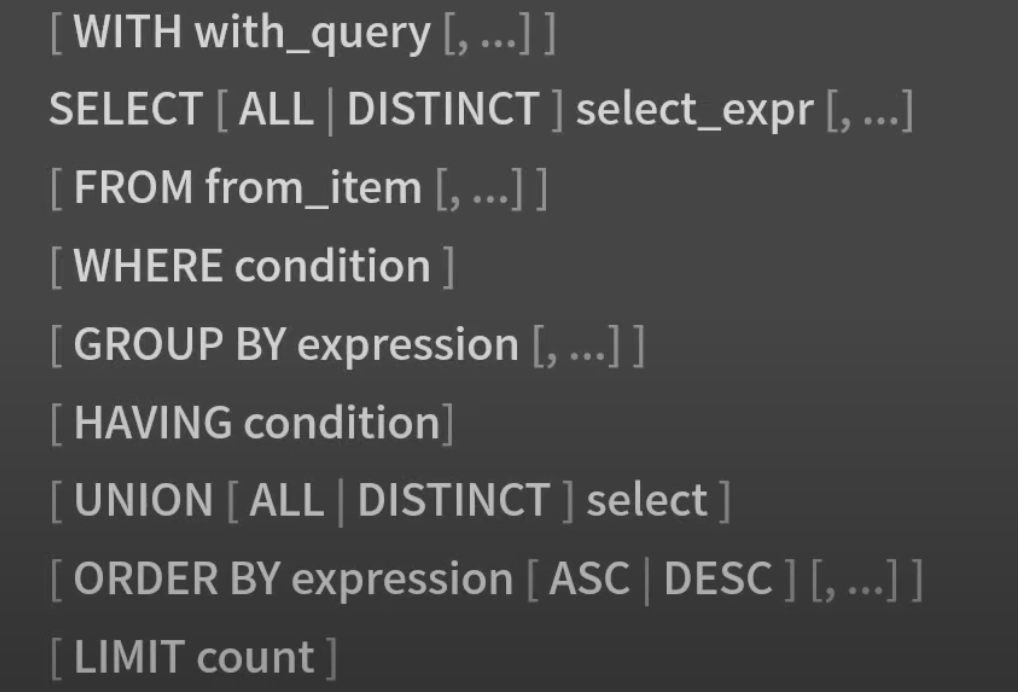 [ WITH with_query [, ...] ]
SELECT [ ALL | DISTINCT ] select_expr [, ...]
[ FROM from_item [, ...] ]
[ WHERE condition ]
[ GROUP BY expression [, ...] ]
[ HAVING condition]
[ UNION [ ALL | DISTINCT ] select ]
[ ORDER BY expression [ ASC | DESC ] [, ...] ]
[ LIMIT count ]